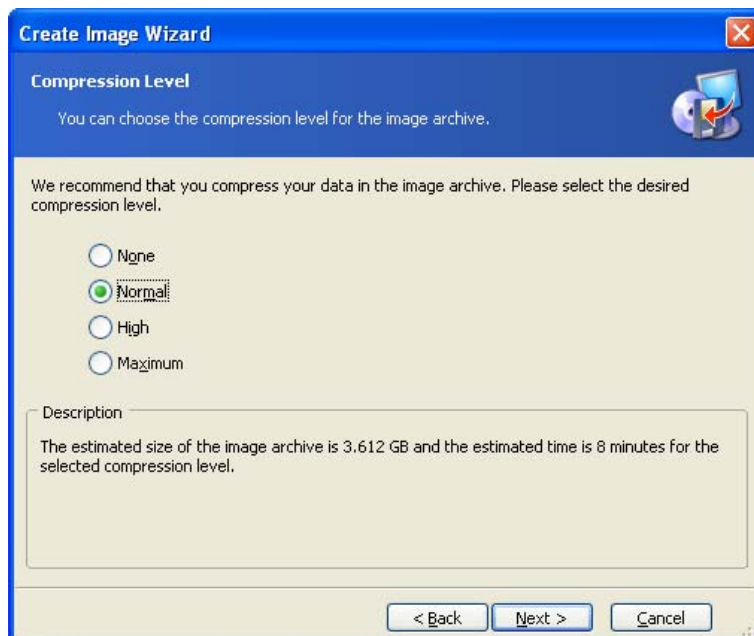 Create Image Wizard
Compression Level
You can choose the compression level for the image archive.
We recommend that you compress your data in the image archive. Please select the desired
compression level.
None
Normal
High
Maximum
Description
The estimated size of the image archive is 3.612 GB and the estimated time is 8 minutes for the
selected compression level.
< Back
Next >
Cancel